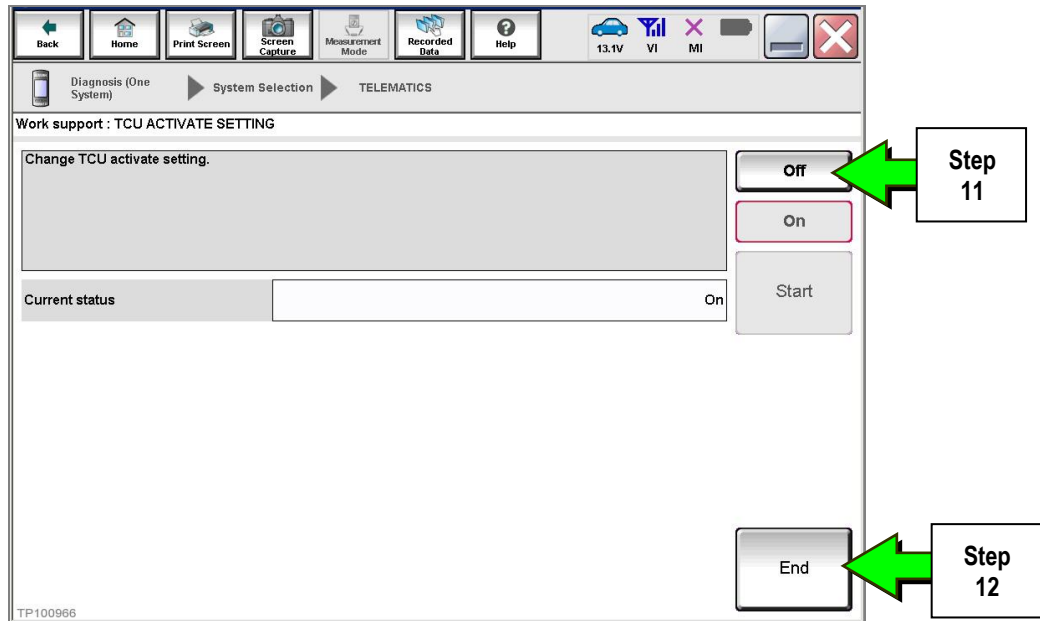 Back
Home
Print Screen
Screen
Capture
Measurement
Mode
Recorded
Data
Help
13.1V
VI
MI
Diagnosis (One
System)
System Selection
TELEMATICS
Work support : TCU ACTIVATE SETTING
Change TCU activate setting.
Off
Step
11
On
Current status
On
Start
End
Step
12
TP100966